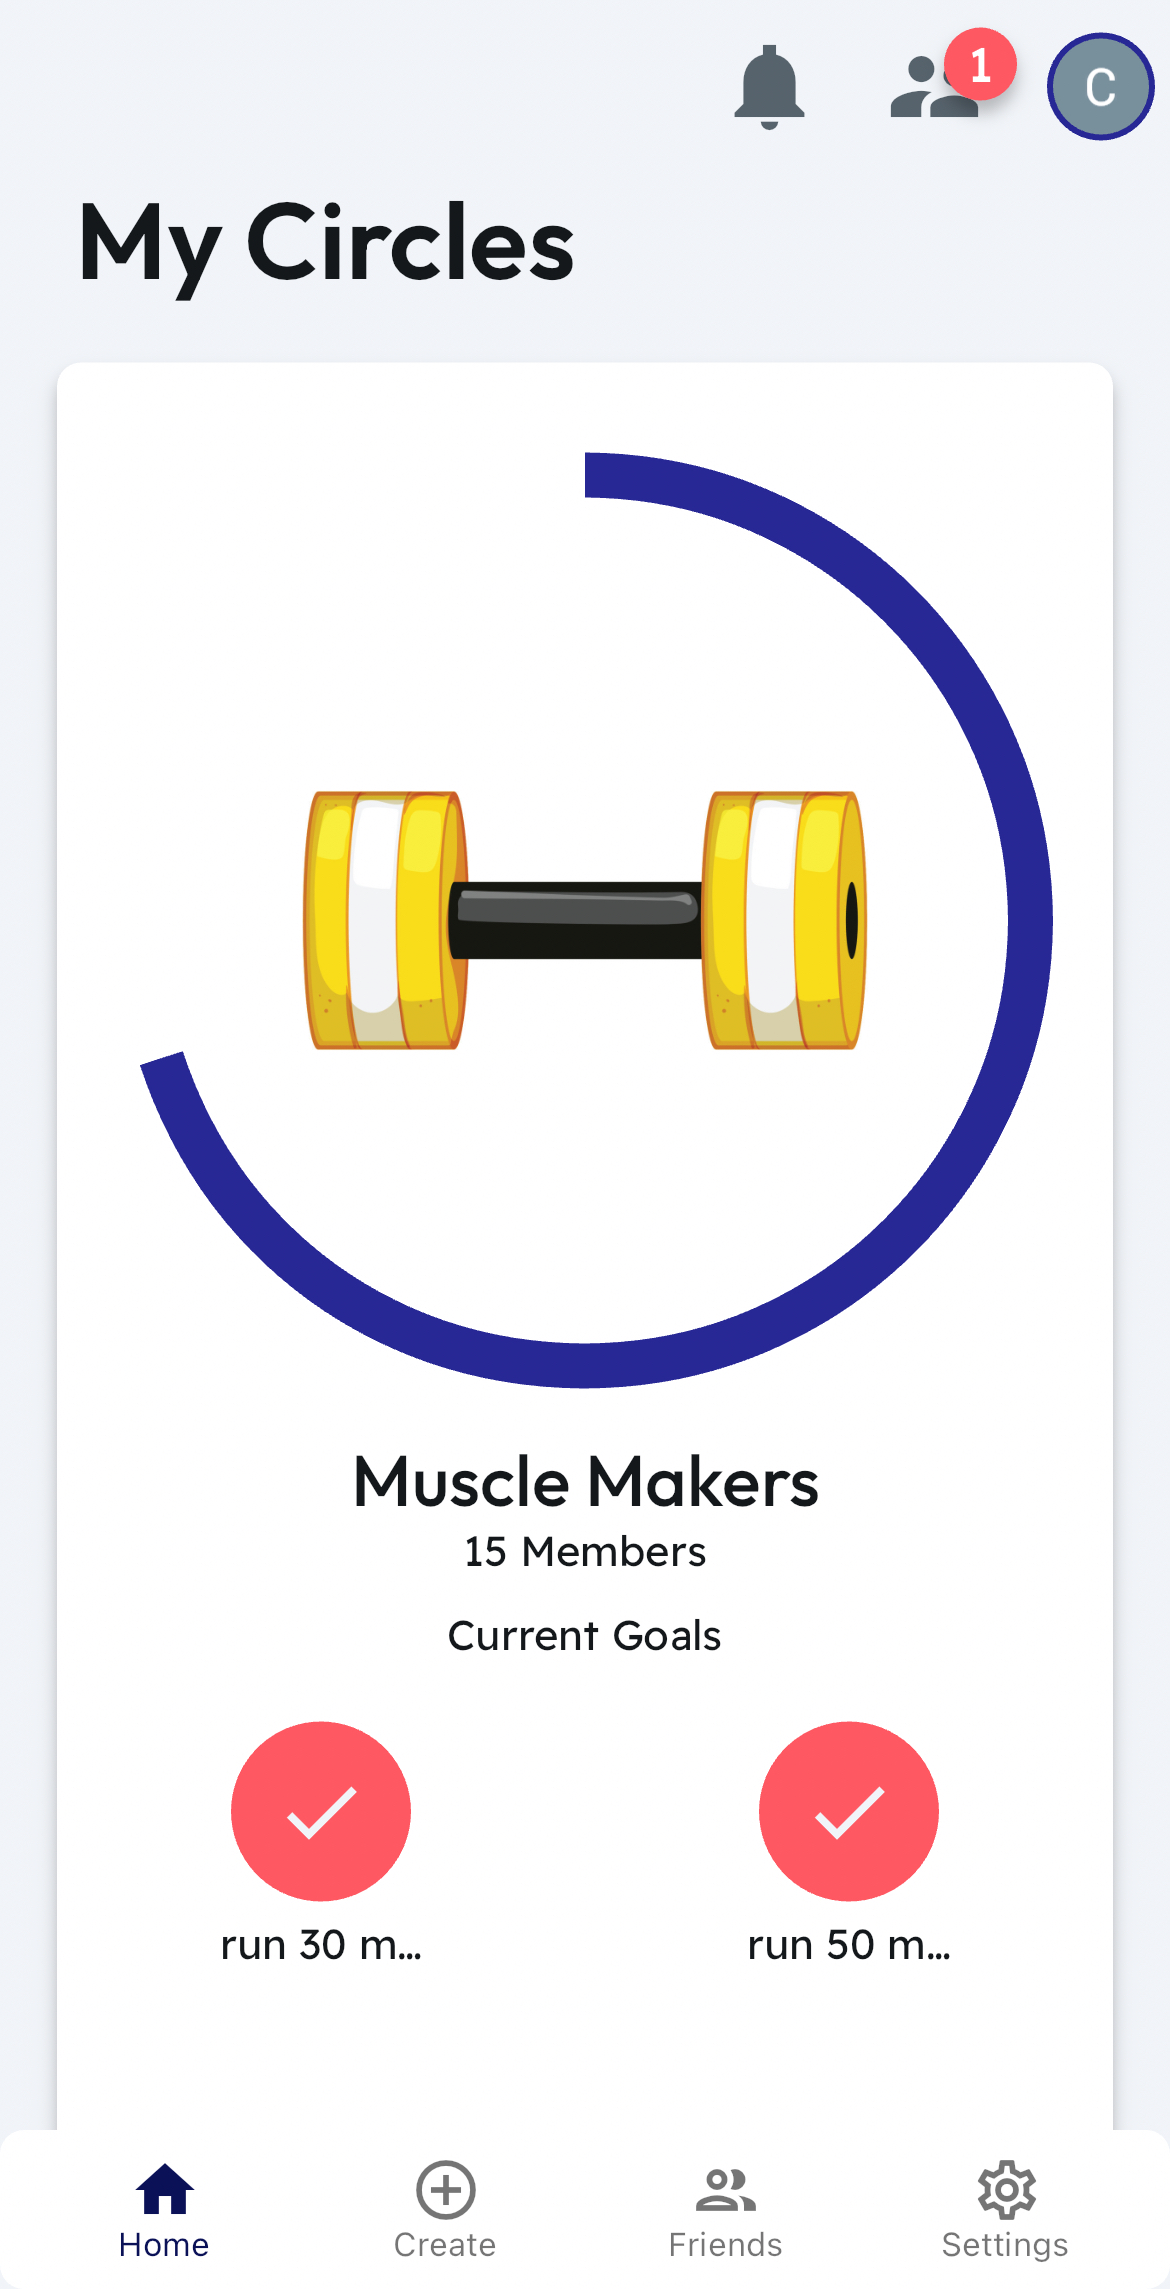 1
C
My Circles
Muscle Makers
15 Members
Current Goals
run 30 m...
run 50 m...
Home
Create
Friends
Settings